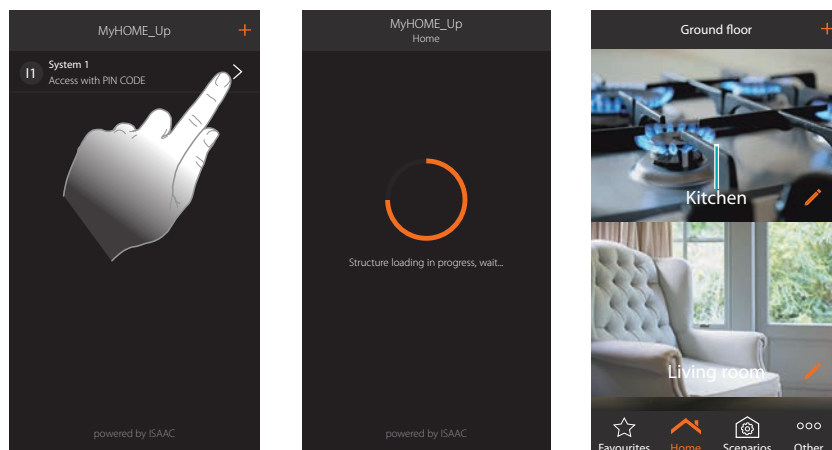 MyHOME_Up
+
I1
System 1
Access with PIN CODE
powered by ISAAC
MyHOME_Up
Home
Structure loading in progress, wait...
powered by ISAAC
Ground floor
+
Kitchen
Living room
Favourites
Home
Scenarios
Other